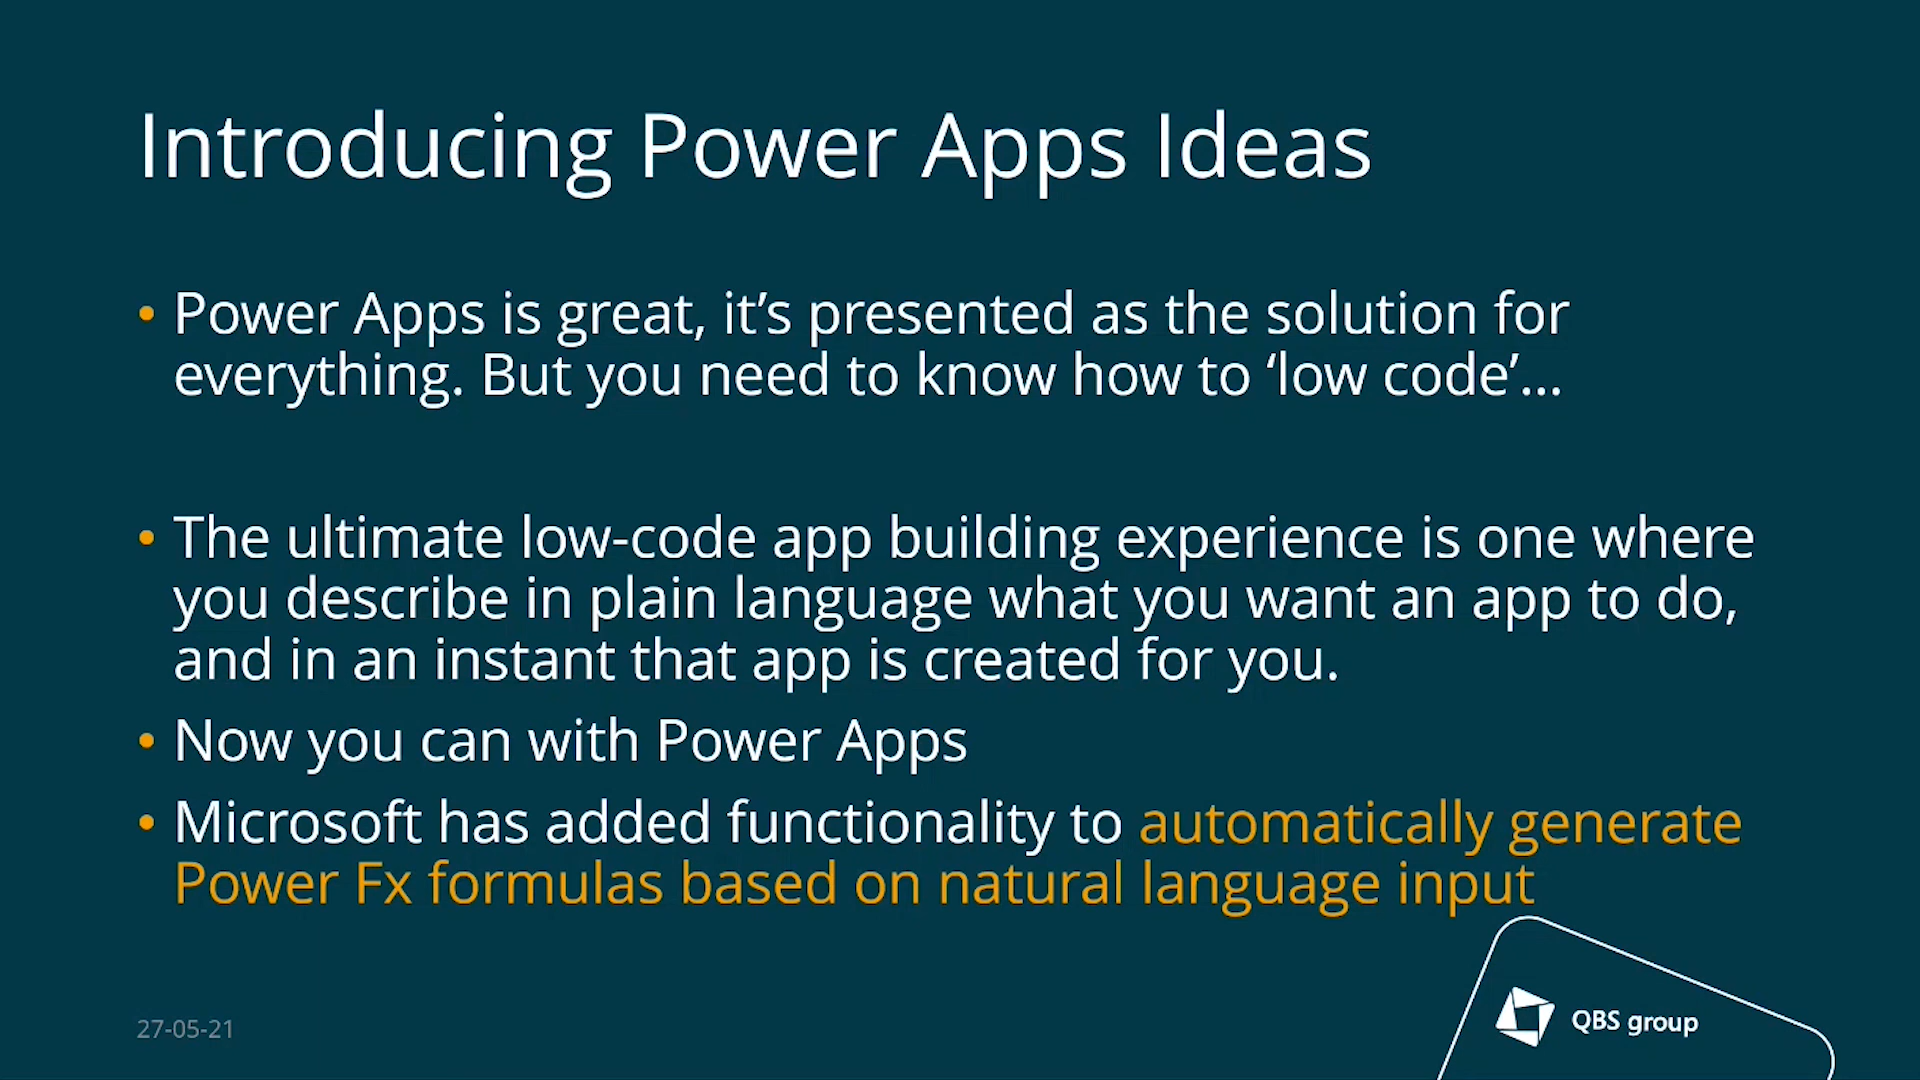 Introducing Power Apps Ideas
• Power Apps is great, it’s presented as the solution for
everything. But you need to know how to ‘low code’...
• The ultimate low-code app building experience is one where
you describe in plain language what you want an app to do,
and in an instant that app is created for you.
• Now you can with Power Apps
• Microsoft has added functionality to automatically generate
Power Fx formulas based on natural language input
27-05-21
QBS group